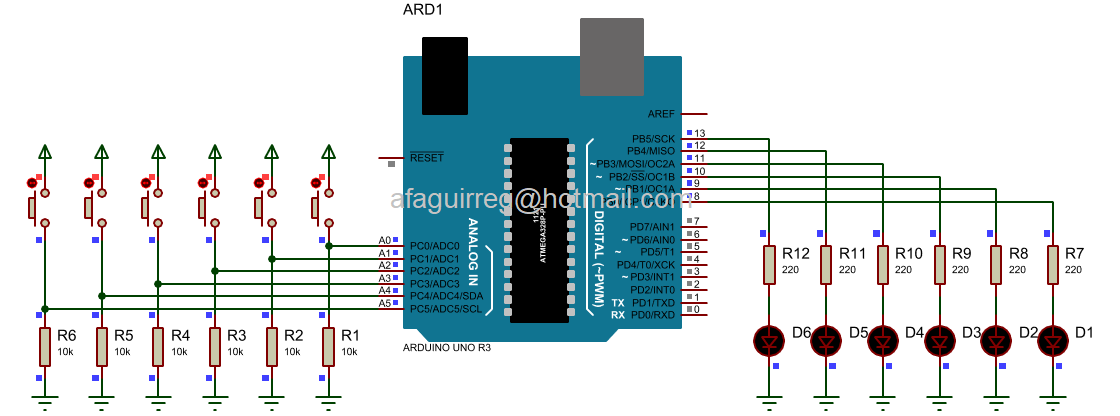 ARD1
RESET
AREF
PB5/SCK 13
PB4/MISO 12
~PB3/MOSI/OC2A 11
~ PB2/SS/OC1B 10
~ PB1/OC1A 9
8
PD7/AIN1 7
~ PD6/AIN0 6
~ PD5/T1 5
PD4/T0/XCK 4
~ PD3/INT1 3
PD2/INT0 2
TX PD1/TXD 1
RX PD0/RXD 0
A0 PC0/ADC0
A1 PC1/ADC1
A2 PC2/ADC2
A3 PC3/ADC3
A4 PC4/ADC4/SDA
A5 PC5/ADC5/SCL
ANALOG IN
ATMEGA328P-PU
DIGITAL (~PWM)
afaguirreg@hotmail.com
ARDUINO UNO R3
R6 R5 R4 R3 R2 R1
10k 10k 10k 10k 10k 10k
R12 R11 R10 R9 R8 R7
220 220 220 220 220 220
D6 D5 D4 D3 D2 D1